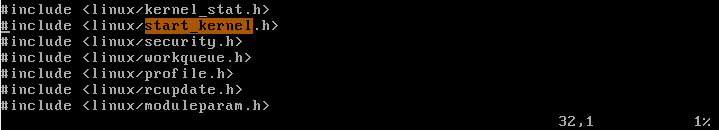 #include <linux/kernel_stat.h>
#include <linux/start_kernel.h>
#include <linux/security.h>
#include <linux/workqueue.h>
#include <linux/profile.h>
#include <linux/rcupdate.h>
#include <linux/moduleparam.h>
32,1 1%